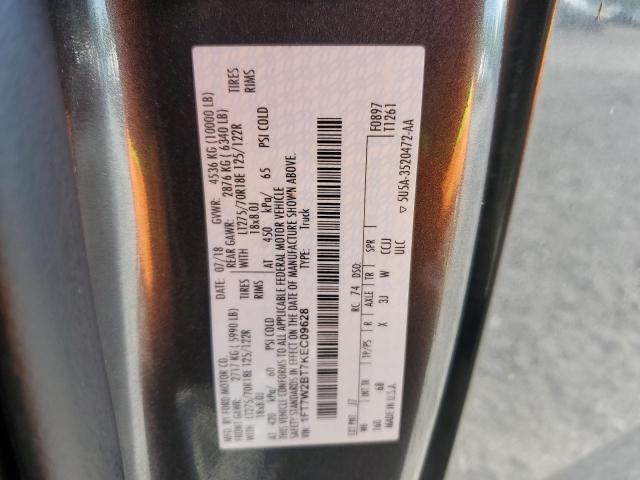 MFD. BY FORD MOTOR CO.
DATE: 07/18 GVWR: 4536 KG (10000 LB)
FRONT GAWR: 2717 KG ( 5990 LB) REAR GAWR: 2876 KG ( 6340 LB)
LT275/70R18E 125/122R TIRES WITH LT275/70R18E 125/122R TIRES
18x8.0J RIMS 18x8.0J RIMS
AT 420 kPa/ 60 PSI COLD AT 450 kPa/ 65 PSI COLD
THIS VEHICLE CONFORMS TO ALL APPLICABLE FEDERAL MOTOR VEHICLE
SAFETY STANDARDS IN EFFECT ON THE DATE OF MANUFACTURE SHOWN ABOVE.
VIN: 1FT7W2BT7KEC09628 TYPE: Truck
F0897
T1261
EXT PNT: J7 RC: 74 DSO:
WB INT TR TP/PS R AXLE TR SPR
160 6B X 3J W CCUJ
ULC
MADE IN U.S.A. ▽ 5U5A-3520472-AA